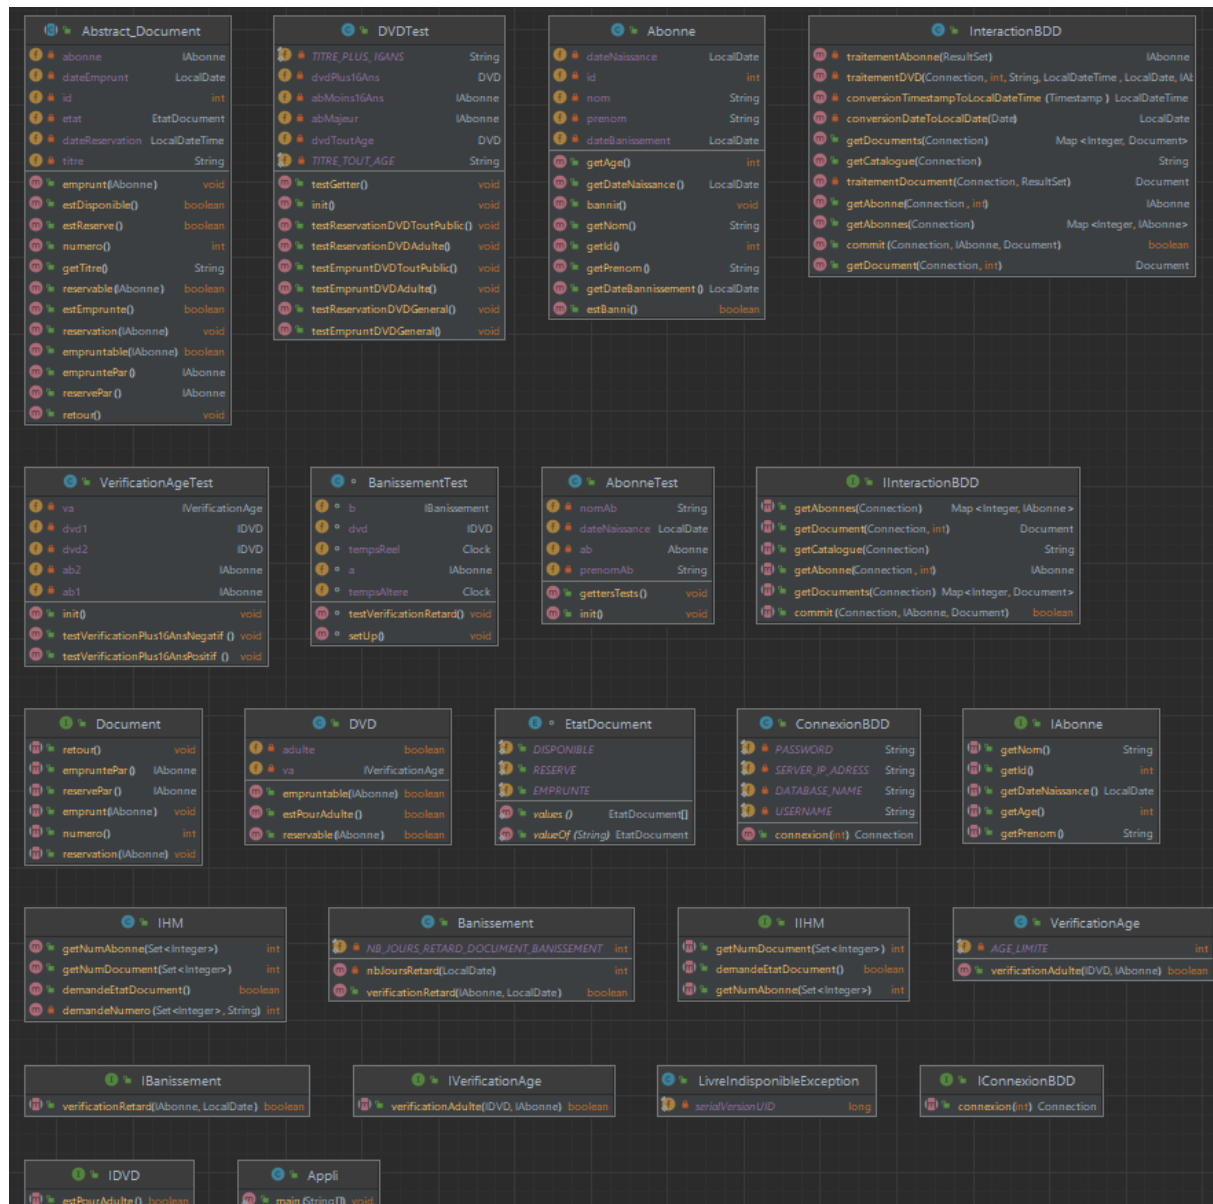 Abstract_Document
abonne IAbonne
dateEmprunt LocalDate
id int
etat EtatDocument
dateReservation LocalDateTime
titre String
emprunt(IAbonne) void
estDisponible() boolean
estReserve() boolean
numero() int
getTitre() String
reservable(IAbonne) boolean
estEmprunte() boolean
reservation(IAbonne) void
empruntable(IAbonne) boolean
empruntePar() IAbonne
reservePar() IAbonne
retour() void
DVDTest
TITRE_PLUS_16ANS String
dvdPlus16Ans DVD
abMoins16Ans IAbonne
abMajeur IAbonne
dvdToutAge DVD
TITRE_TOUT_AGE String
testGetter() void
init() void
testReservationDVDToutPublic() void
testReservationDVDAdulte() void
testEmpruntDVDToutPublic() void
testEmpruntDVDAdulte() void
testReservationDVDGeneral() void
testEmpruntDVDGeneral() void
Abonne
dateNaissance LocalDate
id int
nom String
prenom String
dateBanissement LocalDate
getAge() int
getDateNaissance() LocalDate
bannir() void
getNom() String
getId() int
getPrenom() String
getDateBannissement() LocalDate
estBanni() boolean
InteractionBDD
traitementAbonne(ResultSet) IAbonne
traitementDVD(Connection, int, String, LocalDateTime, LocalDate, IAb
conversionTimestampToLocalDateTime (Timestamp) LocalDateTime
conversionDateToLocalDate(Date) LocalDate
getDocuments(Connection) Map<Integer, Document>
getCatalogue(Connection) String
traitementDocument(Connection, ResultSet) Document
getAbonne(Connection, int) IAbonne
getAbonnes(Connection) Map<Integer, IAbonne>
commit(Connection, IAbonne, Document) boolean
getDocument(Connection, int) Document
VerificationAgeTest
va IVerificationAge
dvd1 IDVD
dvd2 IDVD
ab2 IAbonne
ab1 IAbonne
init() void
testVerificationPlus16AnsNegatif () void
testVerificationPlus16AnsPositif () void
BanissementTest
b IBanissement
dvd IDVD
tempsReel Clock
a IAbonne
tempsAltere Clock
testVerificationRetard() void
setUp() void
AbonneTest
nomAb String
dateNaissance LocalDate
ab Abonne
prenomAb String
gettersTests() void
init() void
IInteractionBDD
getAbonnes(Connection) Map<Integer, IAbonne>
getDocument(Connection, int) Document
getCatalogue(Connection) String
getAbonne(Connection, int) IAbonne
getDocuments(Connection) Map<Integer, Document>
commit(Connection, IAbonne, Document) boolean
Document
retour() void
empruntePar() IAbonne
reservePar() IAbonne
emprunt(IAbonne) void
numero() int
reservation(IAbonne) void
DVD
adulte boolean
va IVerificationAge
empruntable(IAbonne) boolean
estPourAdulte() boolean
reservable(IAbonne) boolean
EtatDocument
DISPONIBLE
RESERVE
EMPRUNTE
values () EtatDocument[]
valueOf (String) EtatDocument
ConnexionBDD
PASSWORD String
SERVER_IP_ADRESS String
DATABASE_NAME String
USERNAME String
connexion(int) Connection
IAbonne
getNom() String
getId() int
getDateNaissance() LocalDate
getAge() int
getPrenom() String
IHM
getNumAbonne(Set<Integer>) int
getNumDocument(Set<Integer>) int
demandeEtatDocument() boolean
demandeNumero (Set<Integer>, String) int
Banissement
NB_JOURS_RETARD_DOCUMENT_BANISSEMENT int
nbJoursRetard(LocalDate) int
verificationRetard(IAbonne, LocalDate) boolean
IIHM
getNumDocument(Set<Integer>) int
demandeEtatDocument() boolean
getNumAbonne(Set<Integer>) int
VerificationAge
AGE_LIMITE int
verificationAdulte(IDVD, IAbonne) boolean
IBanissement
verificationRetard(IAbonne, LocalDate) boolean
IVerificationAge
verificationAdulte(IDVD, IAbonne) boolean
LivreIndisponibleException
serialVersionUID long
IConnexionBDD
connexion(int) Connection
IDVD
estPourAdulte() boolean
Appli
main(String[]) void